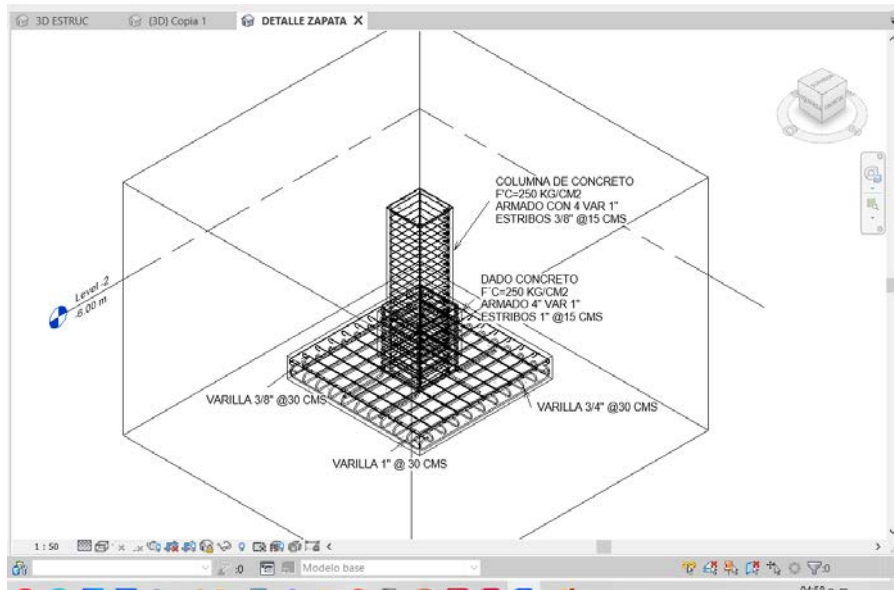 3D ESTRUC
(3D) Copia 1
DETALLE ZAPATA X
COLUMNA DE CONCRETO
F'C=250 KG/CM2
ARMADO CON 4 VAR 1"
ESTRIBOS 3/8" @15 CMS
Level -2
-6.00 m
DADO CONCRETO
F´C=250 KG/CM2
ARMADO 4" VAR 1"
ESTRIBOS 1" @15 CMS
VARILLA 3/8" @30 CMS
VARILLA 3/4" @30 CMS
VARILLA 1" @ 30 CMS
1 : 50
:0
Modelo base
:0